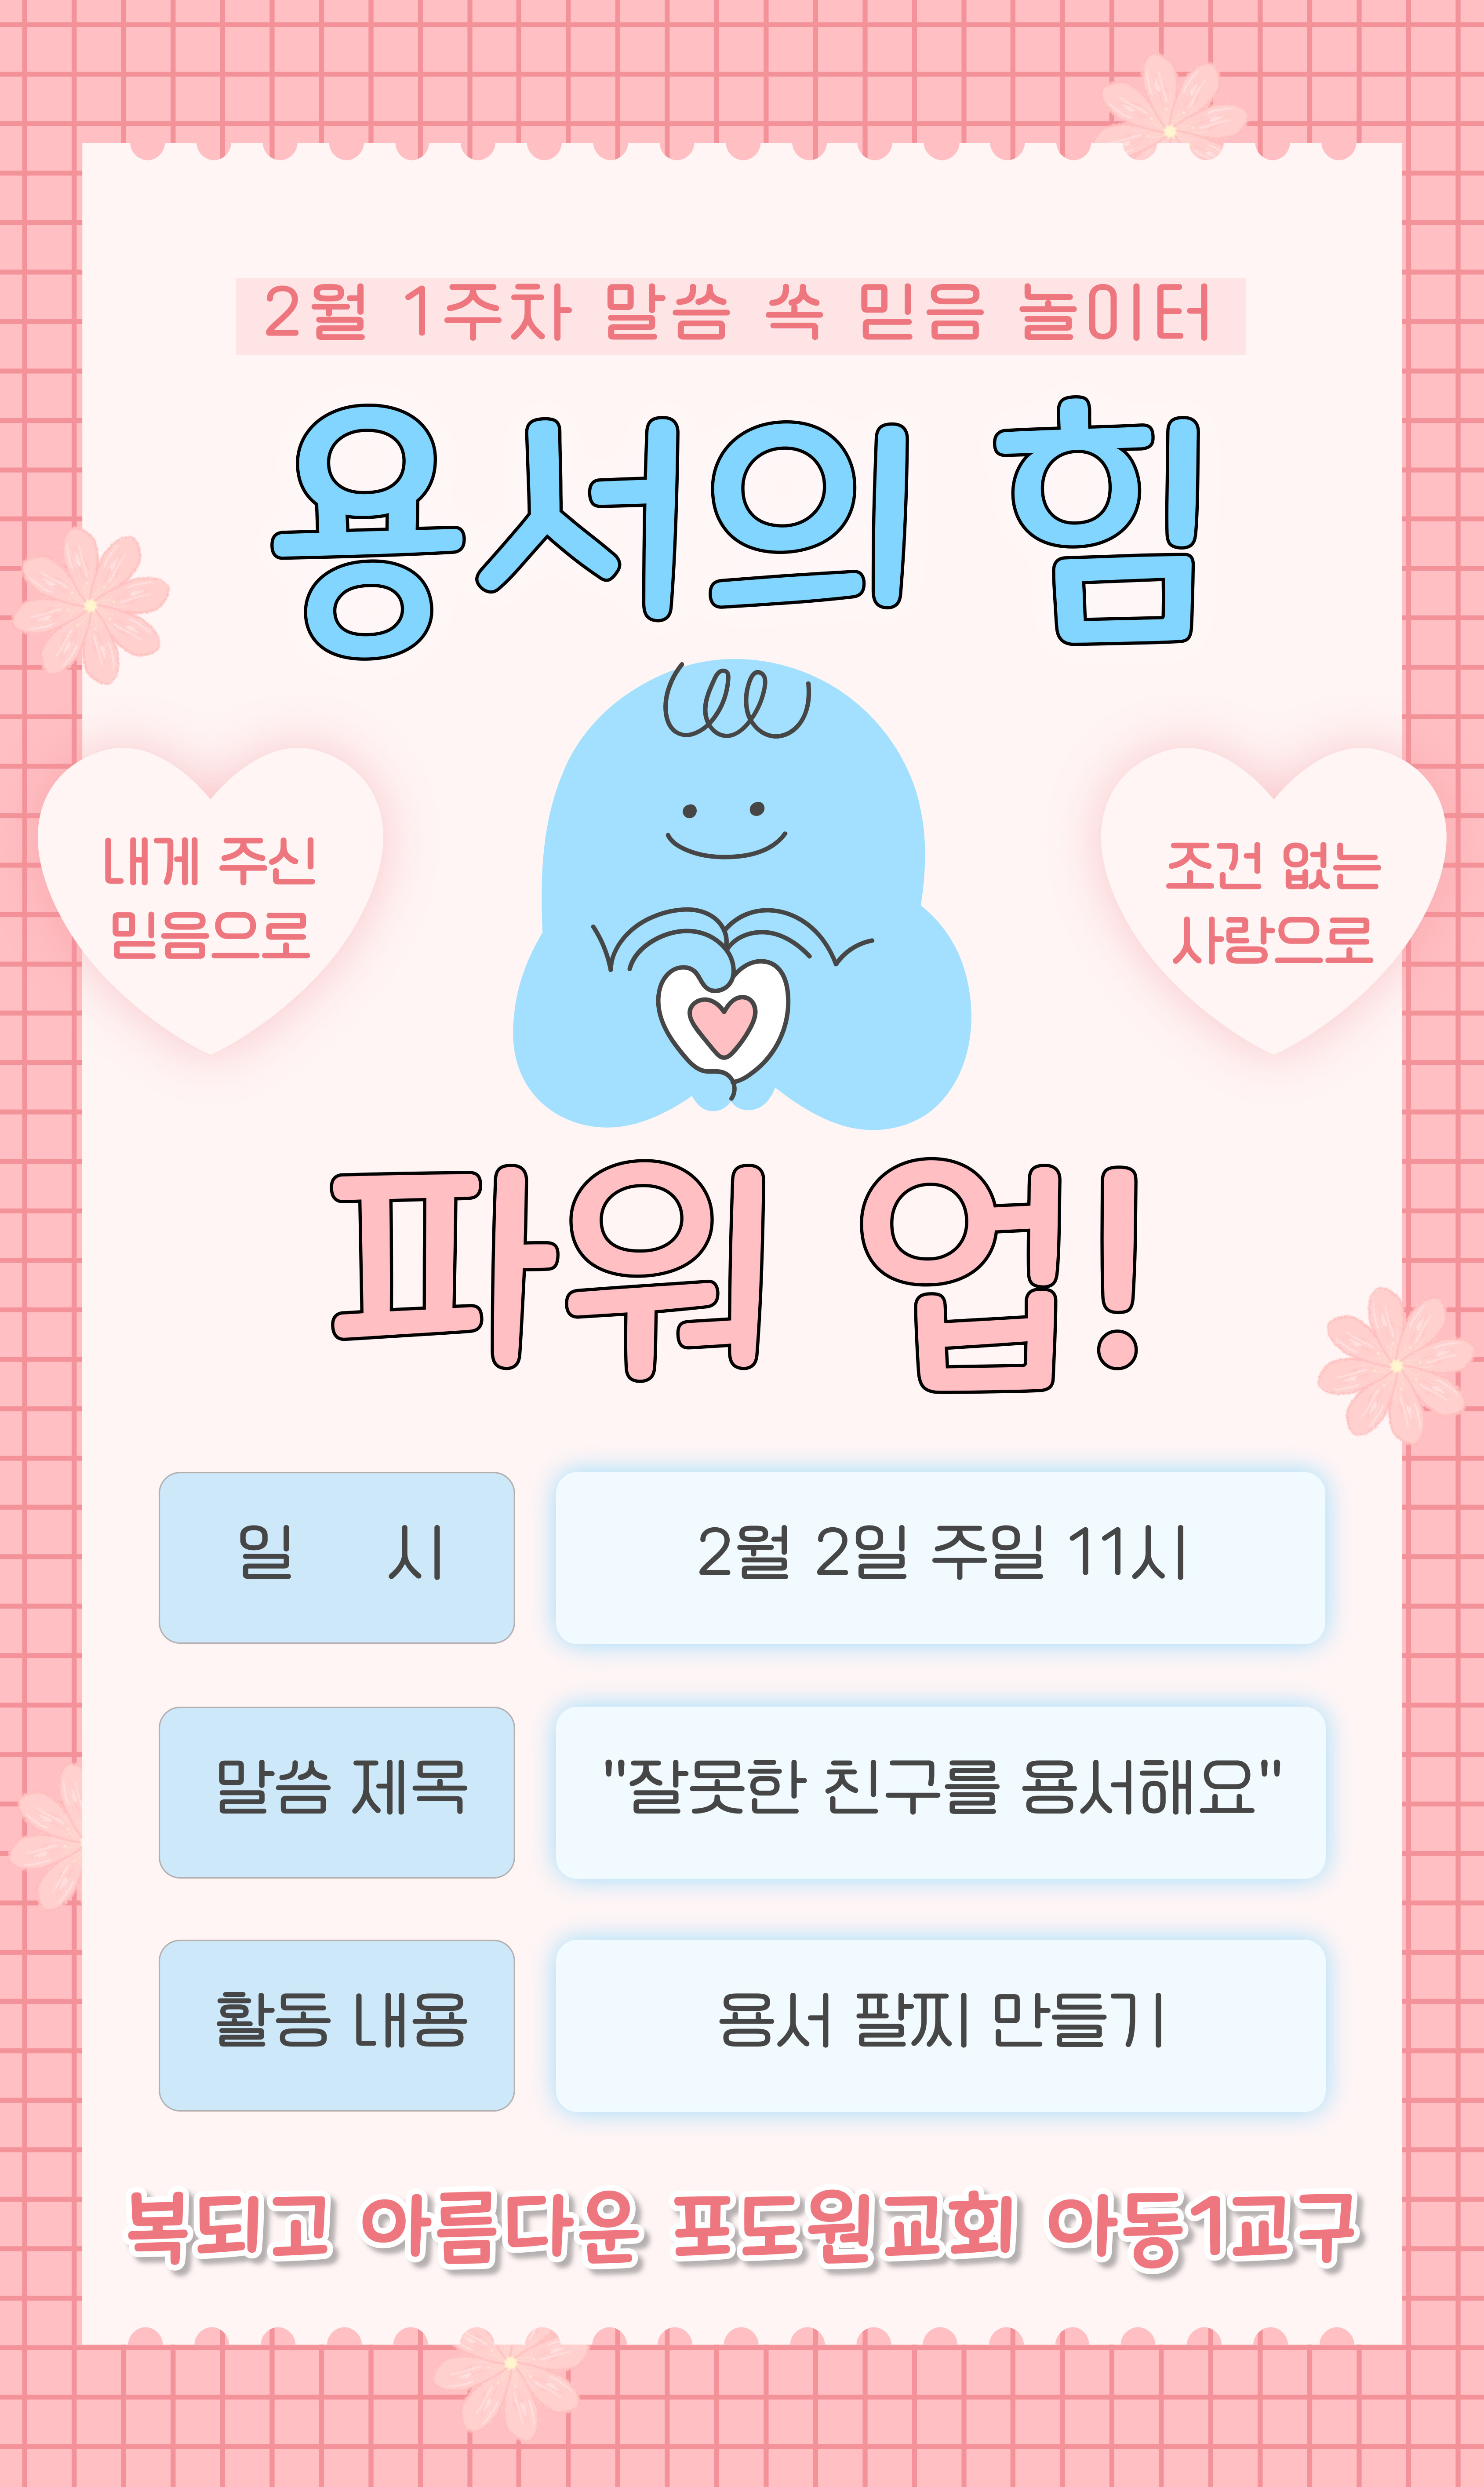 2월 1주차 말씀 쏙 믿음 놀이터
용서의 힘
내게 주신
믿음으로
조건 없는
사랑으로
파워 업!
일 시
2월 2일 주일 11시
말씀 제목
"잘못한 친구를 용서해요"
활동 내용
용서 팔찌 만들기
복되고 아름다운 포도원교회 아동1교구